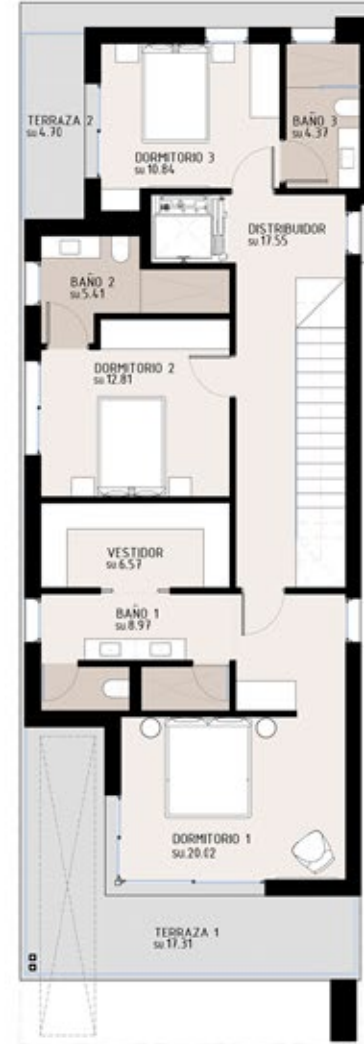 TERRAZA 2
su 4.70
BAÑO 3
su 4.37
DORMITORIO 3
su 10.84
DISTRIBUIDOR
su 17.55
BAÑO 2
su 5.41
DORMITORIO 2
su 12.81
VESTIDOR
su 6.57
BAÑO 1
su 8.97
DORMITORIO 1
su 20.02
TERRAZA 1
su 17.31